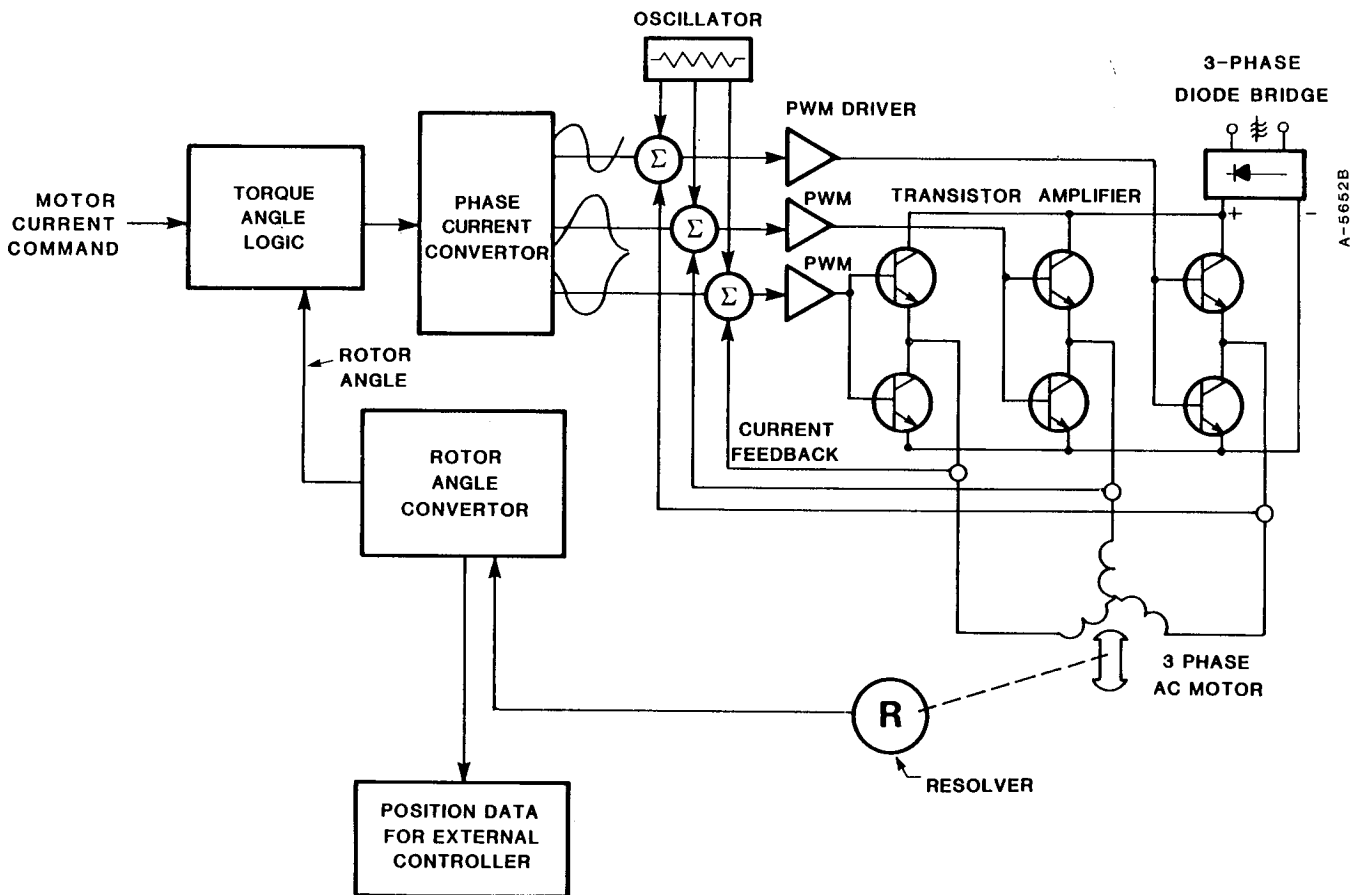 OSCILLATOR
3-PHASE
DIODE BRIDGE
PWM DRIVER
Σ
TORQUE
ANGLE
LOGIC
PHASE
CURRENT
CONVERTOR
MOTOR
CURRENT
COMMAND
PWM
TRANSISTOR AMPLIFIER
+
-
A-5652B
Σ
PWM
Σ
ROTOR
ANGLE
CURRENT
FEEDBACK
ROTOR
ANGLE
CONVERTOR
3 PHASE
AC MOTOR
R
RESOLVER
POSITION DATA
FOR EXTERNAL
CONTROLLER